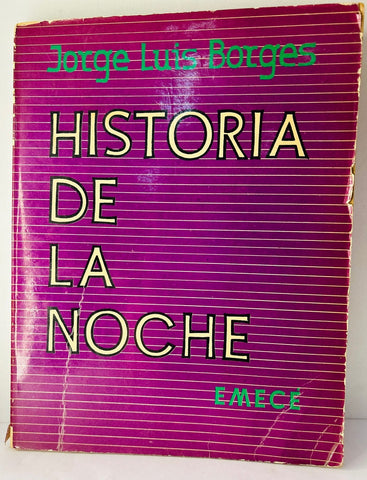 Jorge Luis Borges
HISTORIA
DE
LA
NOCHE
EMECÉ